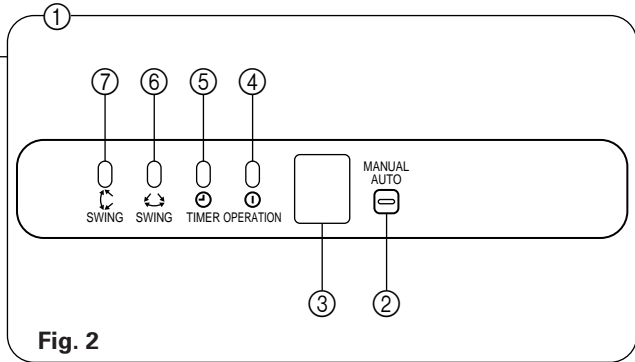 ①
⑦ ⑥ ⑤ ④
MANUAL
AUTO
SWING SWING TIMER OPERATION
③ ②
Fig. 2